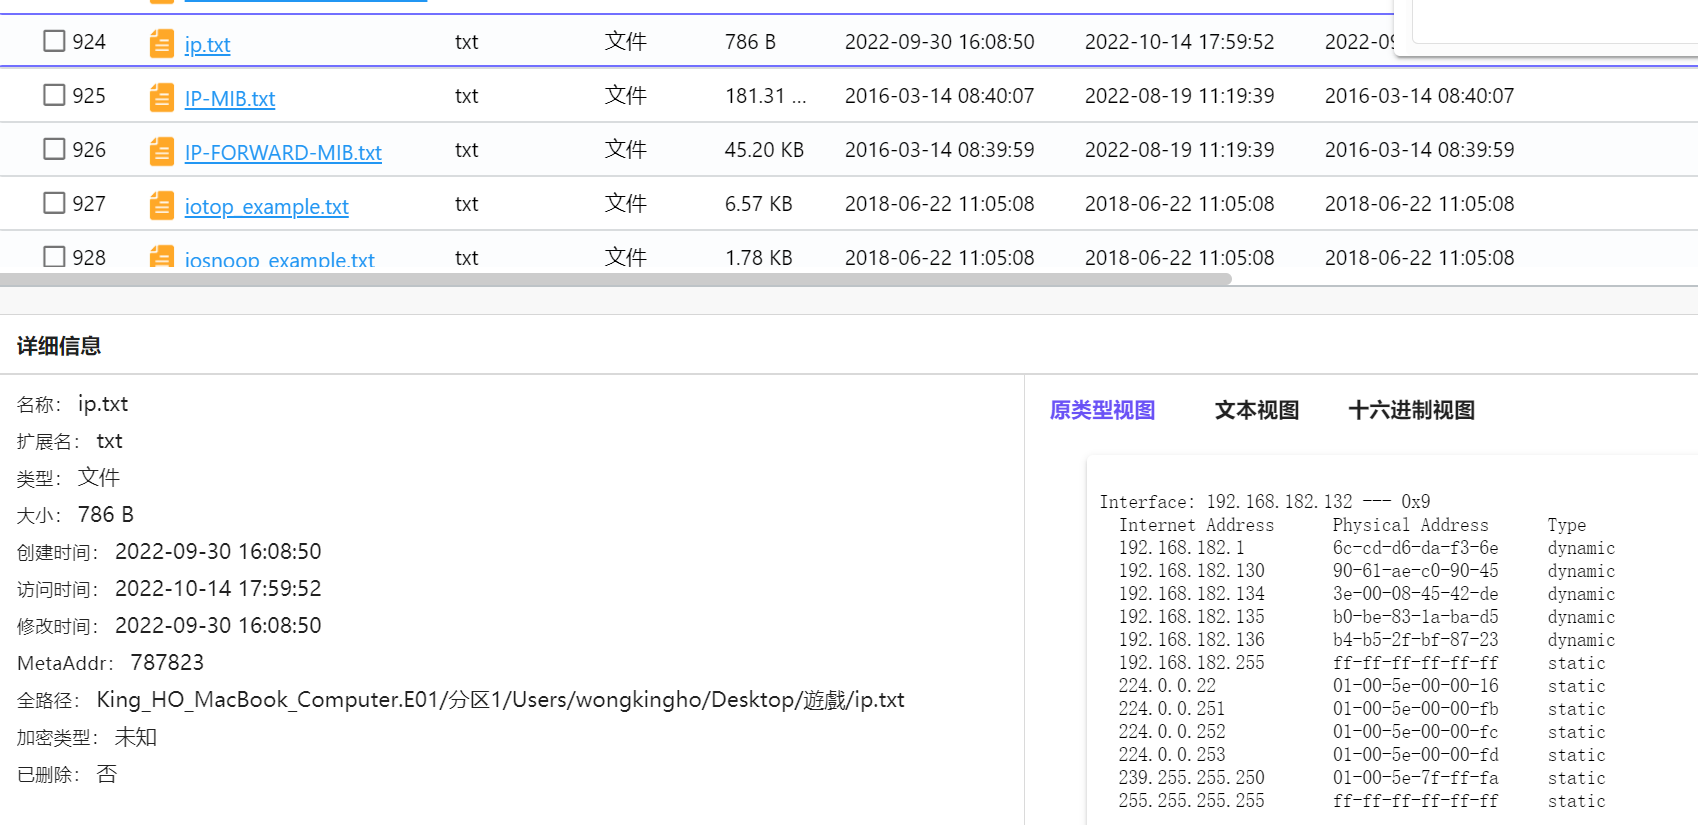 924 ip.txt txt 文件 786 B 2022-09-30 16:08:50 2022-10-14 17:59:52 2022-09
925 IP-MIB.txt txt 文件 181.31 ... 2016-03-14 08:40:07 2022-08-19 11:19:39 2016-03-14 08:40:07
926 IP-FORWARD-MIB.txt txt 文件 45.20 KB 2016-03-14 08:39:59 2022-08-19 11:19:39 2016-03-14 08:39:59
927 iotop_example.txt txt 文件 6.57 KB 2018-06-22 11:05:08 2018-06-22 11:05:08 2018-06-22 11:05:08
928 iosnoop_example.txt txt 文件 1.78 KB 2018-06-22 11:05:08 2018-06-22 11:05:08 2018-06-22 11:05:08
详细信息
名称: ip.txt
扩展名: txt
类型: 文件
大小: 786 B
创建时间: 2022-09-30 16:08:50
访问时间: 2022-10-14 17:59:52
修改时间: 2022-09-30 16:08:50
MetaAddr: 787823
全路径: King_HO_MacBook_Computer.E01/分区1/Users/wongkingho/Desktop/遊戲/ip.txt
加密类型: 未知
已删除: 否
原类型视图 文本视图 十六进制视图
Interface: 192.168.182.132 --- 0x9
Internet Address Physical Address Type
192.168.182.1 6c-cd-d6-da-f3-6e dynamic
192.168.182.130 90-61-ae-c0-90-45 dynamic
192.168.182.134 3e-00-08-45-42-de dynamic
192.168.182.135 b0-be-83-1a-ba-d5 dynamic
192.168.182.136 b4-b5-2f-bf-87-23 dynamic
192.168.182.255 ff-ff-ff-ff-ff-ff static
224.0.0.22 01-00-5e-00-00-16 static
224.0.0.251 01-00-5e-00-00-fb static
224.0.0.252 01-00-5e-00-00-fc static
224.0.0.253 01-00-5e-00-00-fd static
239.255.255.250 01-00-5e-7f-ff-fa static
255.255.255.255 ff-ff-ff-ff-ff-ff static